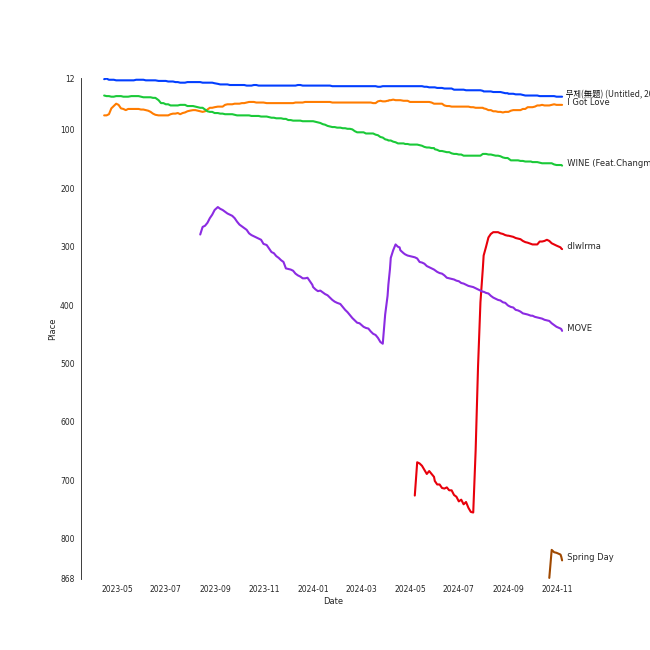 12
100
200
300
400
500
600
700
800
868
Place
2023-05
2023-07
2023-09
2023-11
2024-01
2024-03
2024-05
2024-07
2024-09
2024-11
Date
무제(無題) (Untitled, 20
I Got Love
WINE (Feat.Changm
dlwlrma
MOVE
Spring Day